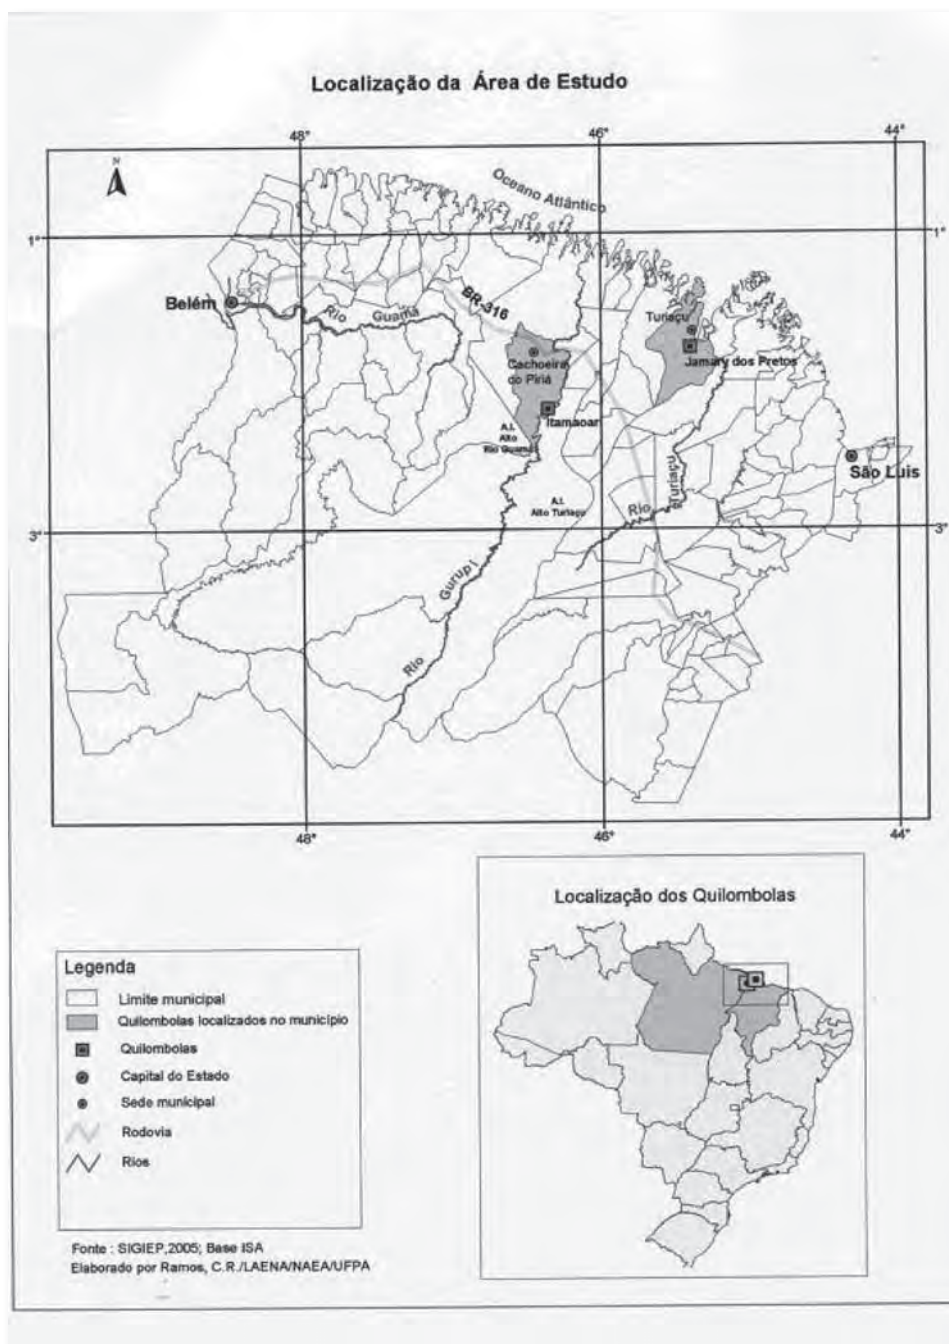 Localização da Área de Estudo
48° 46° 44°
N
Oceano Atlântico
1° 1°
Belém
Rio Guamá
BR-316
Turiaçu
Jamary dos Pretos
Cachoeira
do Piriá
Itamaoar
A.I.
Alto
Rio Guamá
São Luis
A.I.
Alto Turiaçu
Rio Turiaçu
3° 3°
Rio Gurupi
48° 46° 44°
Localização dos Quilombolas
Legenda
Limite municipal
Quilombolas localizados no município
Quilombolas
Capital do Estado
Sede municipal
Rodovia
Rios
Fonte : SIGIEP,2005; Base ISA
Elaborado por Ramos, C.R./LAENA/NAEA/UFPA